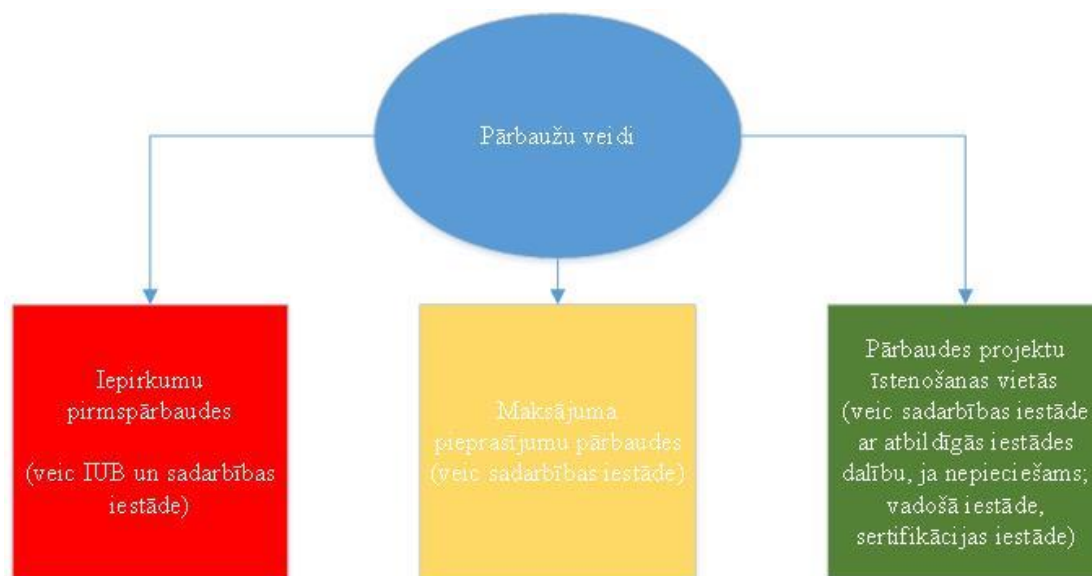 Pārbaužu veidi
Iepirkumu
pirmspārbaudes
(veic IUB un sadarbības
iestāde)
Maksājuma
pieprasījumu pārbaudes
(veic sadarbības iestāde)
Pārbaudes projektu
īstenošanas vietās
(veic sadarbības iestāde
ar atbildīgās iestādes
dalību, ja nepieciešams;
vadošā iestāde,
sertifikācijas iestāde)